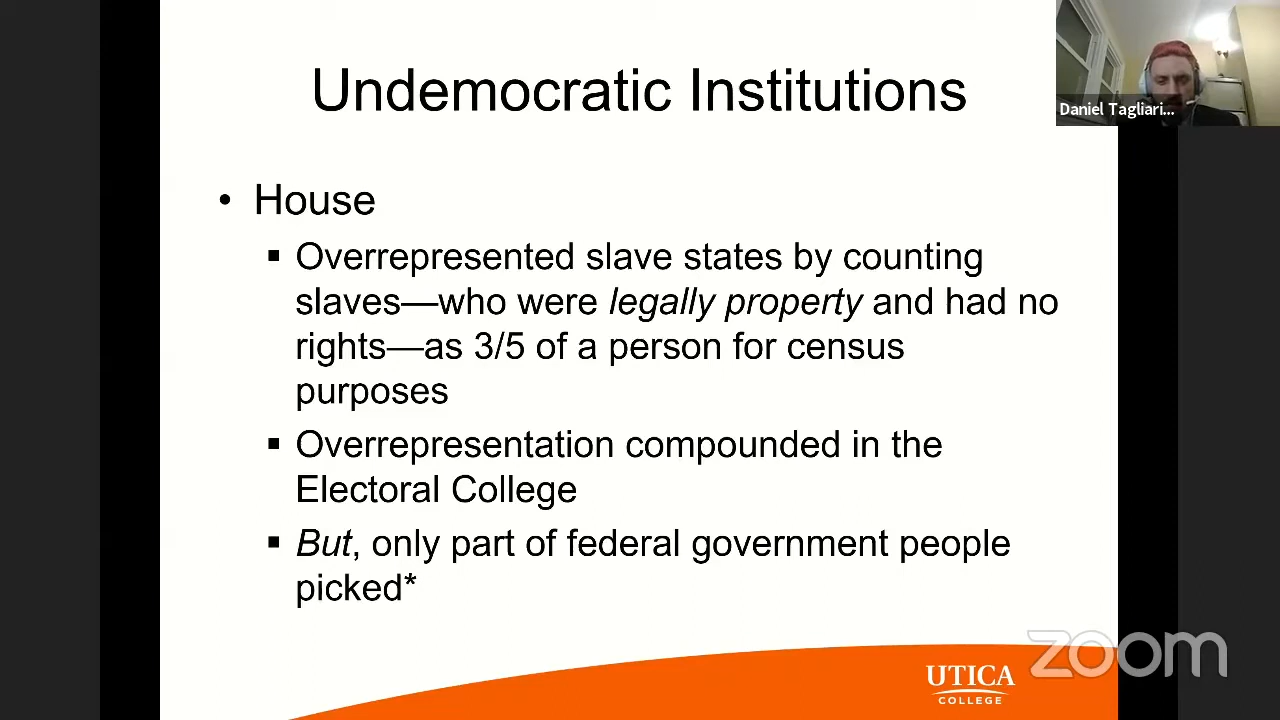 Undemocratic Institutions
Daniel Tagliari...
• House
▪ Overrepresented slave states by counting
slaves—who were legally property and had no
rights—as 3/5 of a person for census
purposes
▪ Overrepresentation compounded in the
Electoral College
▪ But, only part of federal government people
picked*
zoom
UTICA
COLLEGE